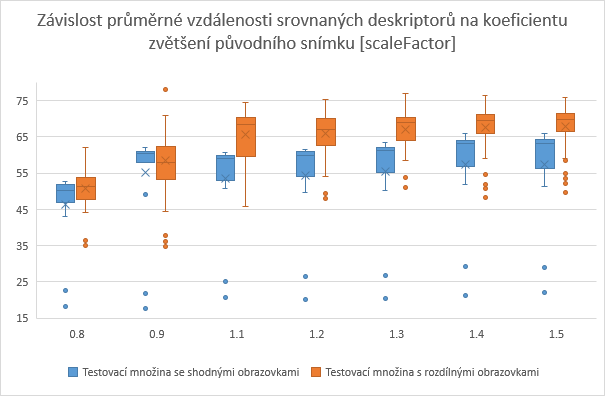 Závislost průměrné vzdálenosti srovnaných deskriptorů na koeficientu
zvětšení původního snímku [scaleFactor]
75
65
55
45
35
25
15
0.8 0.9 1.1 1.2 1.3 1.4 1.5
Testovací množina se shodnými obrazovkami Testovací množina s rozdílnými obrazovkami